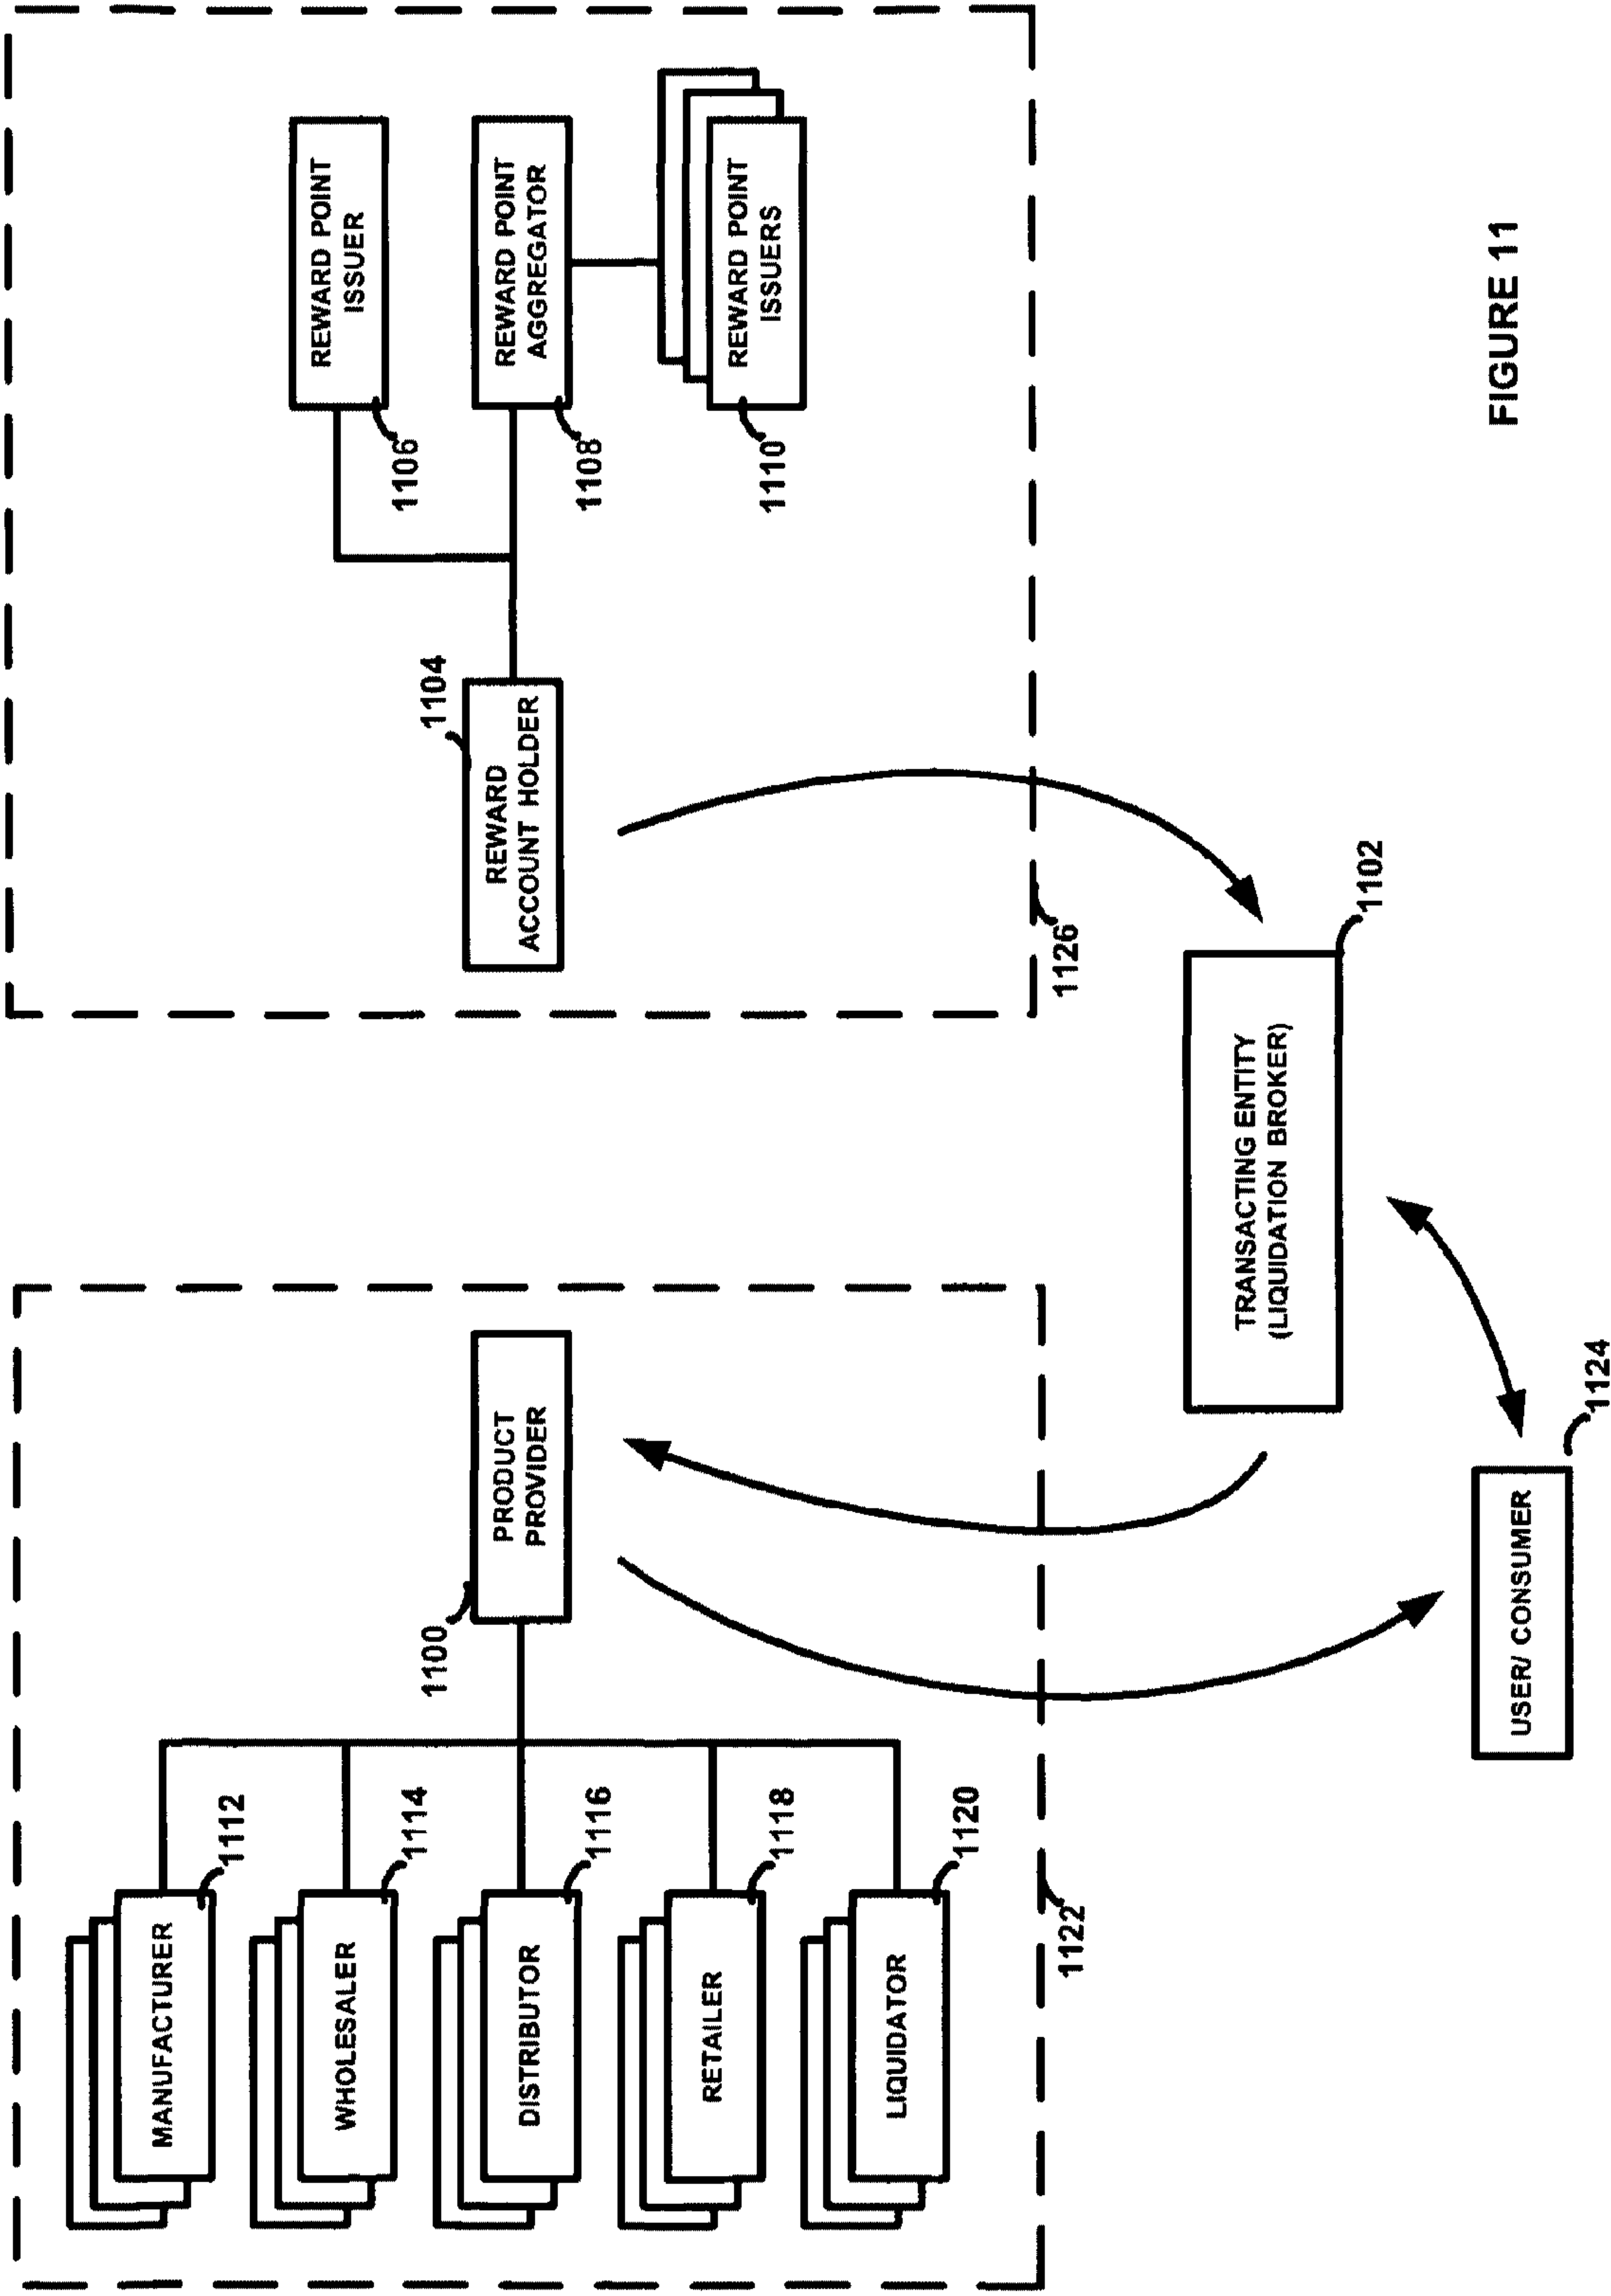 MANUFACTURER
1112
WHOLESALER
1114
DISTRIBUTOR
1116
RETAILER
1118
LIQUIDATOR
1120
1122
1100
PRODUCT
PROVIDER
1104
REWARD
ACCOUNT HOLDER
REWARD POINT
ISSUER
1106
REWARD POINT
AGGREGATOR
1108
REWARD POINT
ISSUERS
1110
1126
TRANSACTING ENTITY
(LIQUIDATION BROKER)
1102
USER/ CONSUMER
1124
FIGURE 11